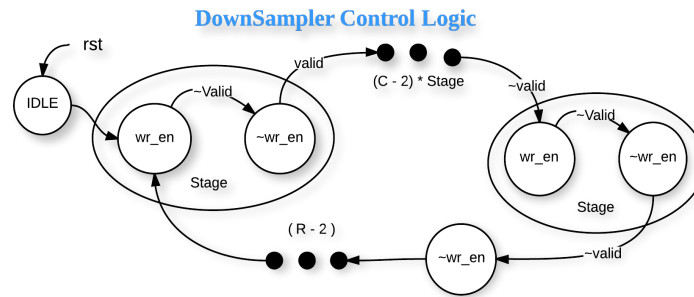 DownSampler Control Logic
rst
IDLE
wr_en
~Valid
~wr_en
Stage
valid
(C - 2) * Stage
~valid
wr_en
~Valid
~wr_en
Stage
~valid
~wr_en
( R - 2 )